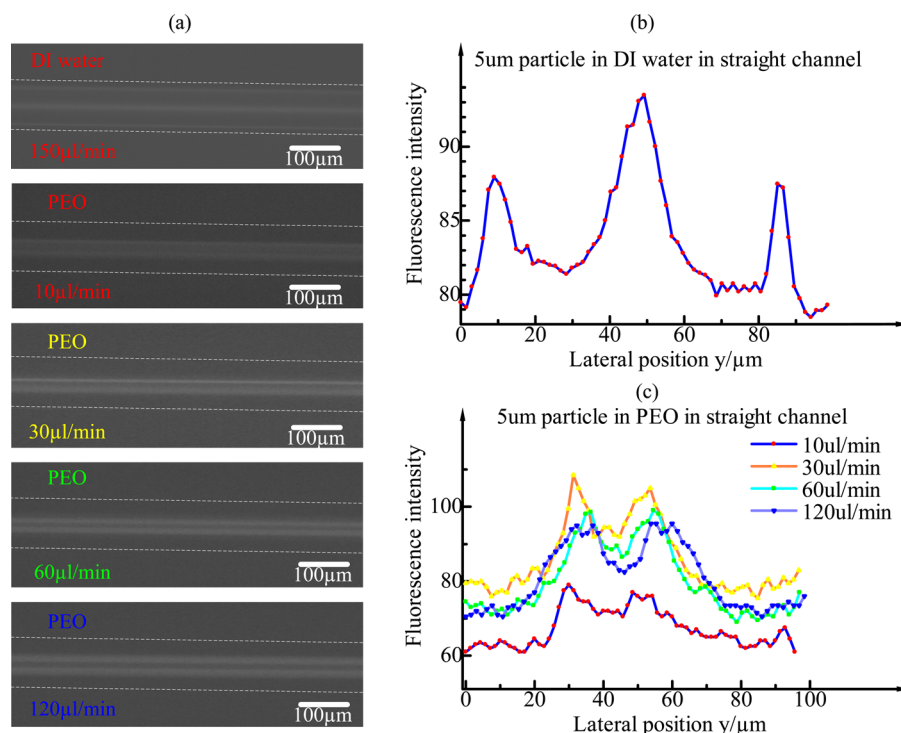 (a)
DI water
150µl/min
100µm
PEO
10µl/min
100µm
PEO
30µl/min
100µm
PEO
60µl/min
100µm
PEO
120µl/min
100µm
(b)
5um particle in DI water in straight channel
Fluorescence intensity
90
85
80
0 20 40 60 80
Lateral position y/µm
(c)
5um particle in PEO in straight channel
10ul/min
30ul/min
60ul/min
120ul/min
Fluorescence intensity
100
80
60
0 20 40 60 80 100
Lateral position y/µm